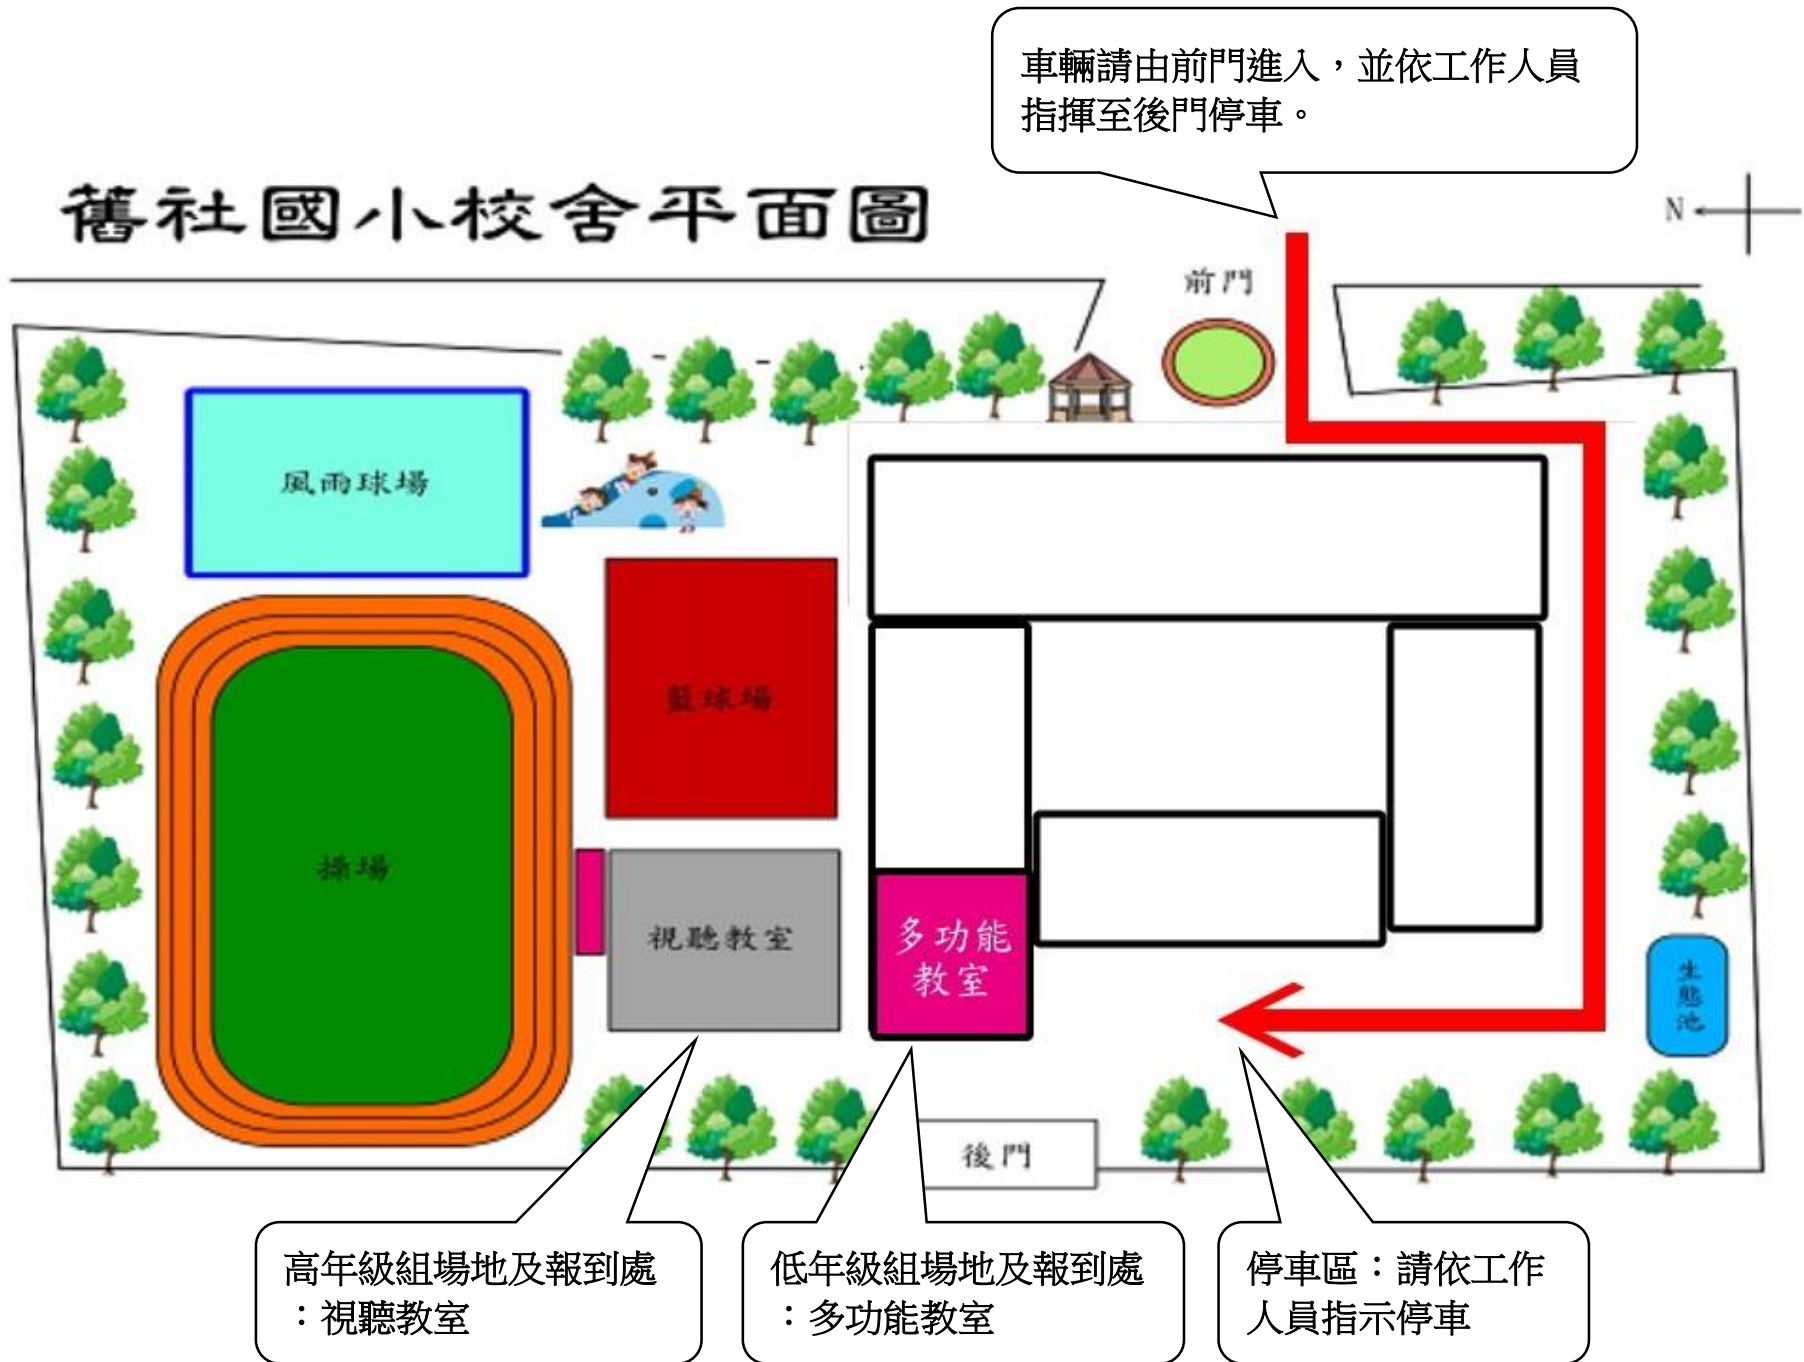 車輛請由前門進入，並依工作人員
指揮至後門停車。
舊社國小校舍平面圖
N
前門
風雨球場
籃球場
操場
視聽教室
多功能
教室
生態池
後門
高年級組場地及報到處
：視聽教室
低年級組場地及報到處
：多功能教室
停車區：請依工作
人員指示停車